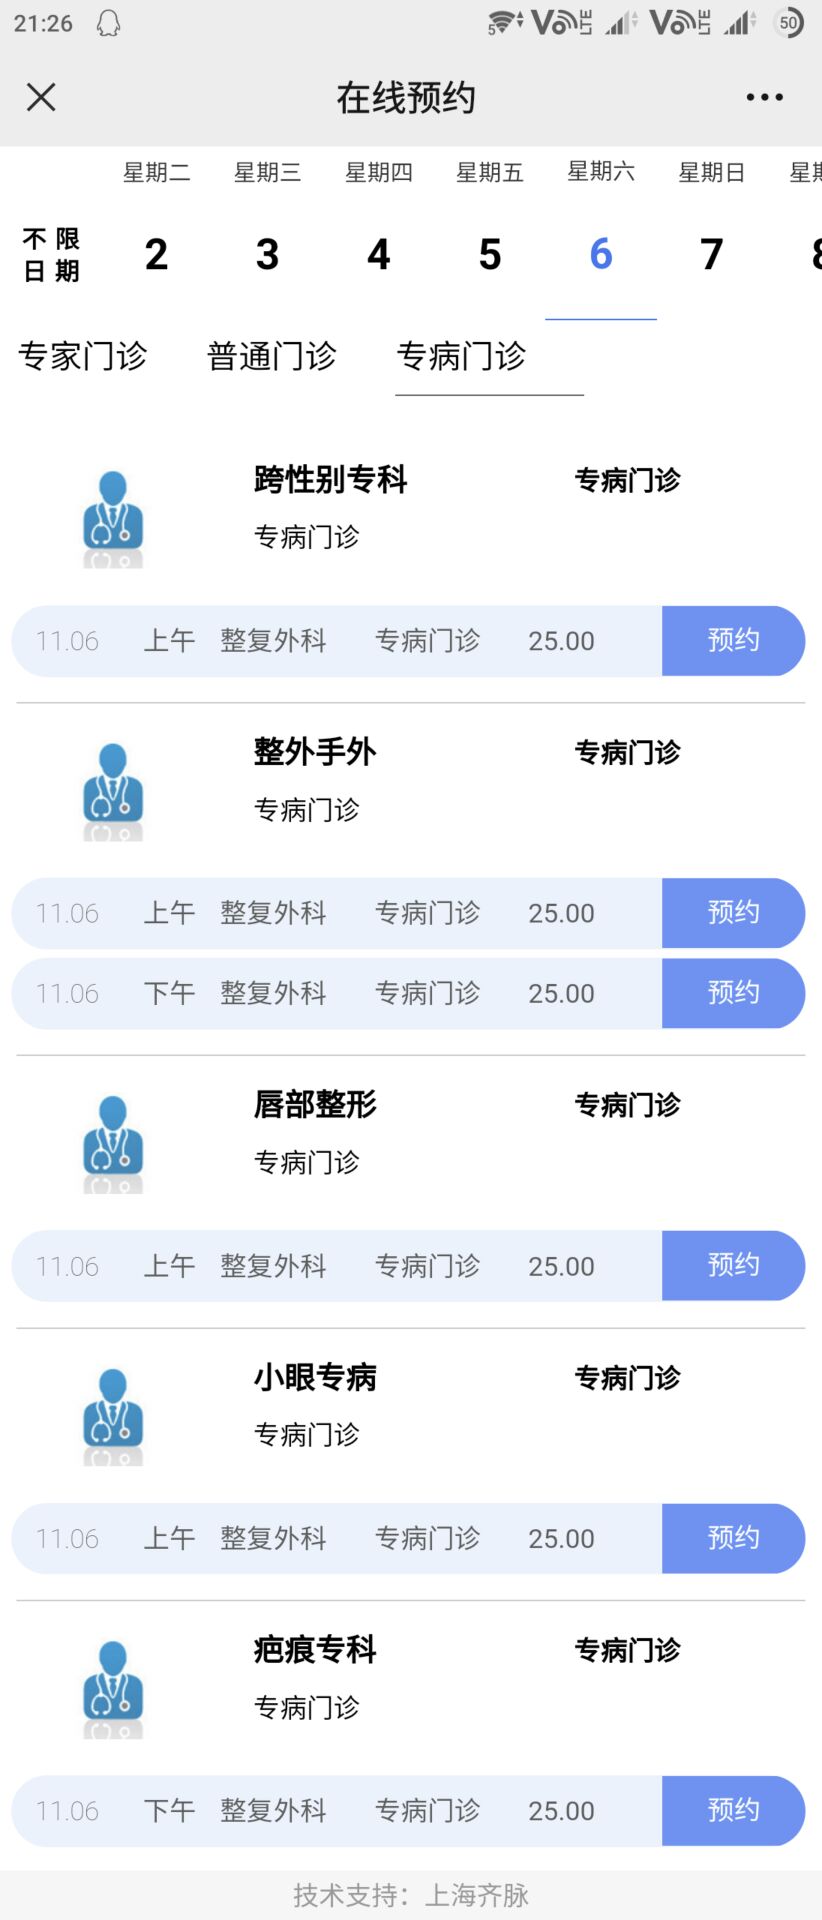 21:26 5 VoLTE VoLTE 50
在线预约
星期二 星期三 星期四 星期五 星期六 星期日
不限日期 2 3 4 5 6 7 8
专家门诊 普通门诊 专病门诊
跨性别专科 专病门诊
专病门诊
11.06 上午 整复外科 专病门诊 25.00 预约
整外手外 专病门诊
专病门诊
11.06 上午 整复外科 专病门诊 25.00 预约
11.06 下午 整复外科 专病门诊 25.00 预约
唇部整形 专病门诊
专病门诊
11.06 上午 整复外科 专病门诊 25.00 预约
小眼专病 专病门诊
专病门诊
11.06 上午 整复外科 专病门诊 25.00 预约
疤痕专科 专病门诊
专病门诊
11.06 下午 整复外科 专病门诊 25.00 预约
技术支持：上海齐脉